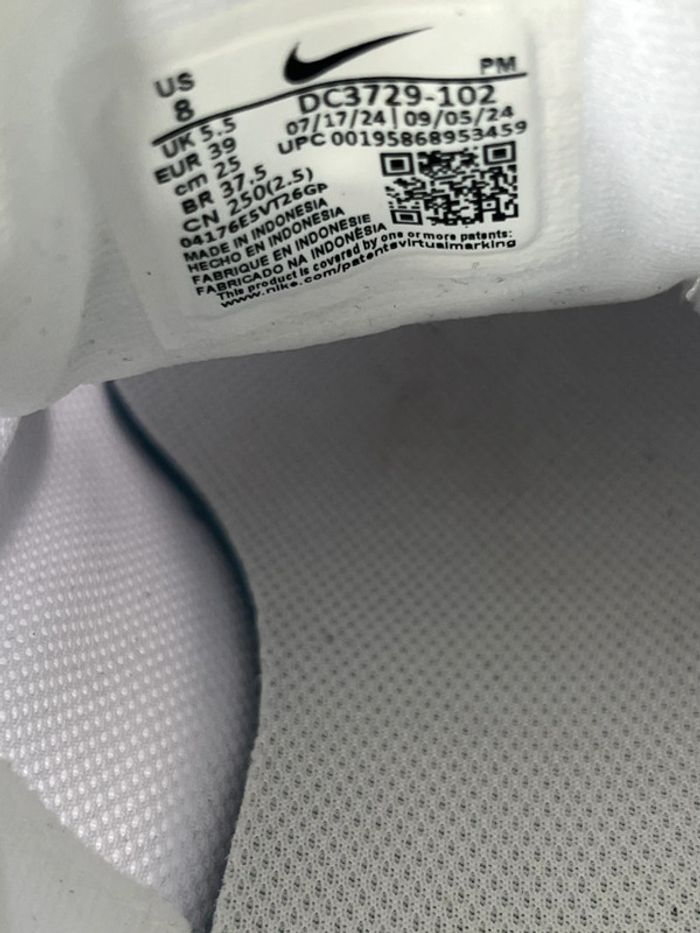 US
8
PM
DC3729-102
07/17/24 | 09/05/24
UPC 00195868953459
UK 5.5
EUR 39
cm 25
BR 37.5
CN 250(2.5)
04176E5VT26GP
MADE IN INDONESIA
HECHO EN INDONESIA
FABRIQUE EN INDONESIE
FABRICADO NA INDONÉSIA
This product is covered by one or more patents:
www.nike.com/patentsvirtualmarking